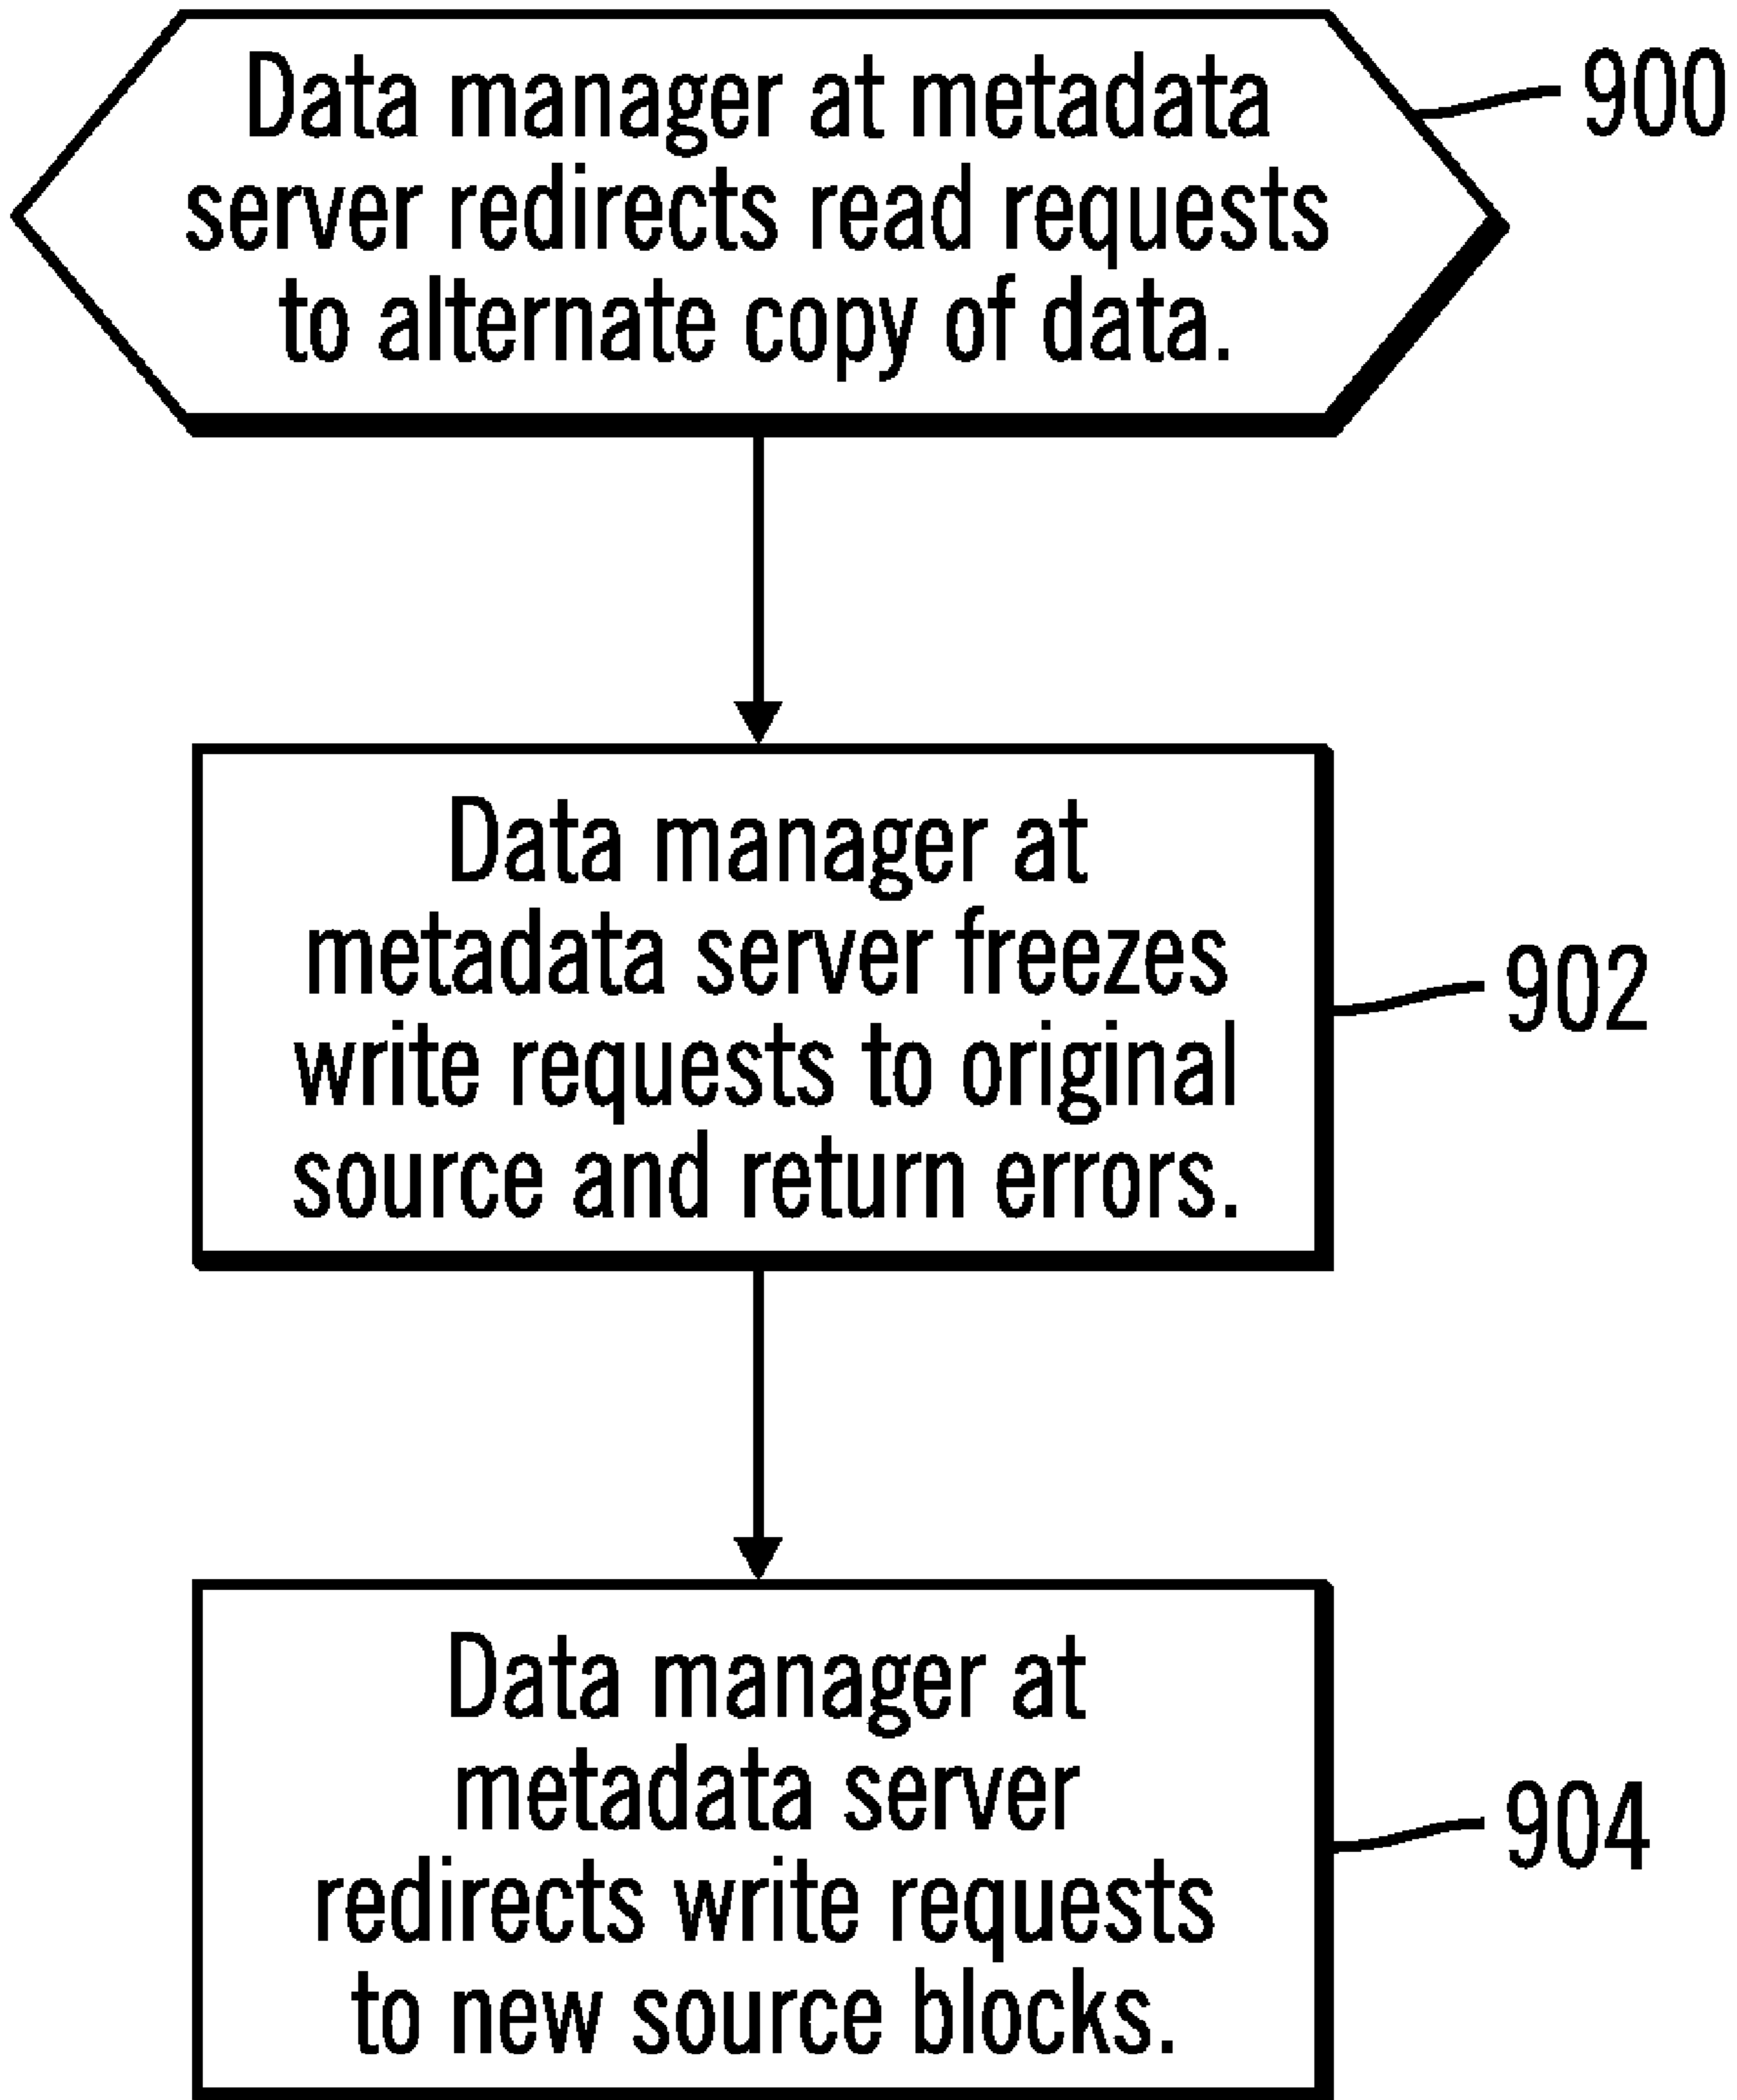 Data manager at metadata
server redirects read requests
to alternate copy of data.
900
Data manager at
metadata server freezes
write requests to original
source and return errors.
902
Data manager at
metadata server
redirects write requests
to new source blocks.
904